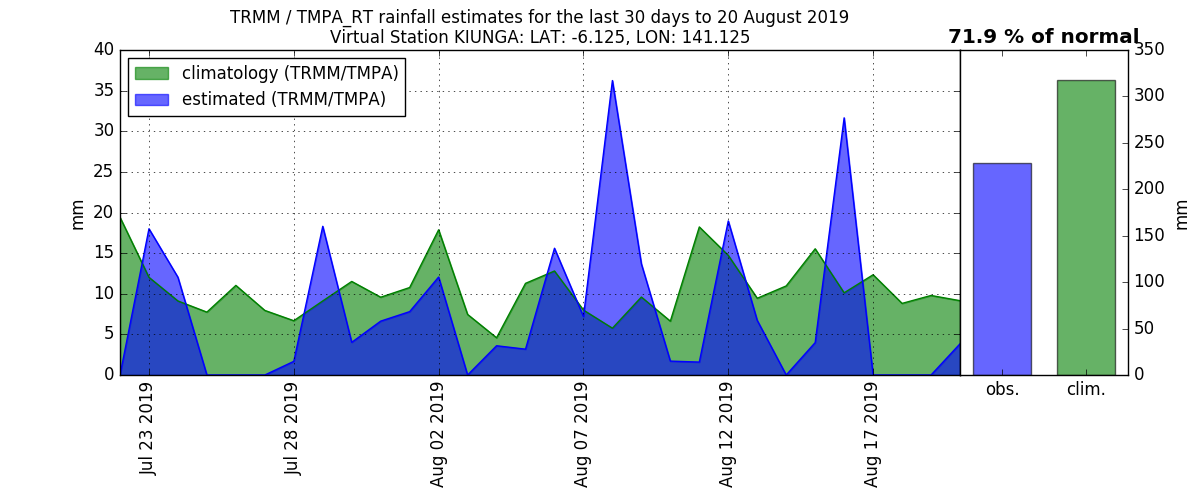 TRMM / TMPA_RT rainfall estimates for the last 30 days to 20 August 2019
Virtual Station KIUNGA: LAT: -6.125, LON: 141.125
71.9 % of normal
climatology (TRMM/TMPA)
estimated (TRMM/TMPA)
40
35
30
25
20
15
10
5
0
mm
Jul 23 2019
Jul 28 2019
Aug 02 2019
Aug 07 2019
Aug 12 2019
Aug 17 2019
obs.
clim.
350
300
250
200
150
100
50
0
mm